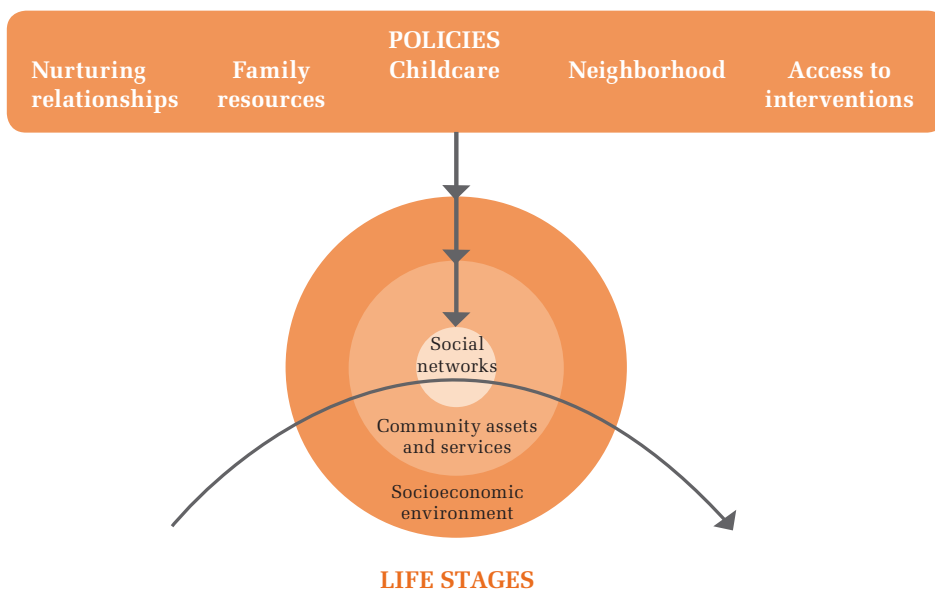 POLICIES
Nurturing relationships
Family resources
Childcare
Neighborhood
Access to interventions
Social
networks
Community assets
and services
Socioeconomic
environment
LIFE STAGES